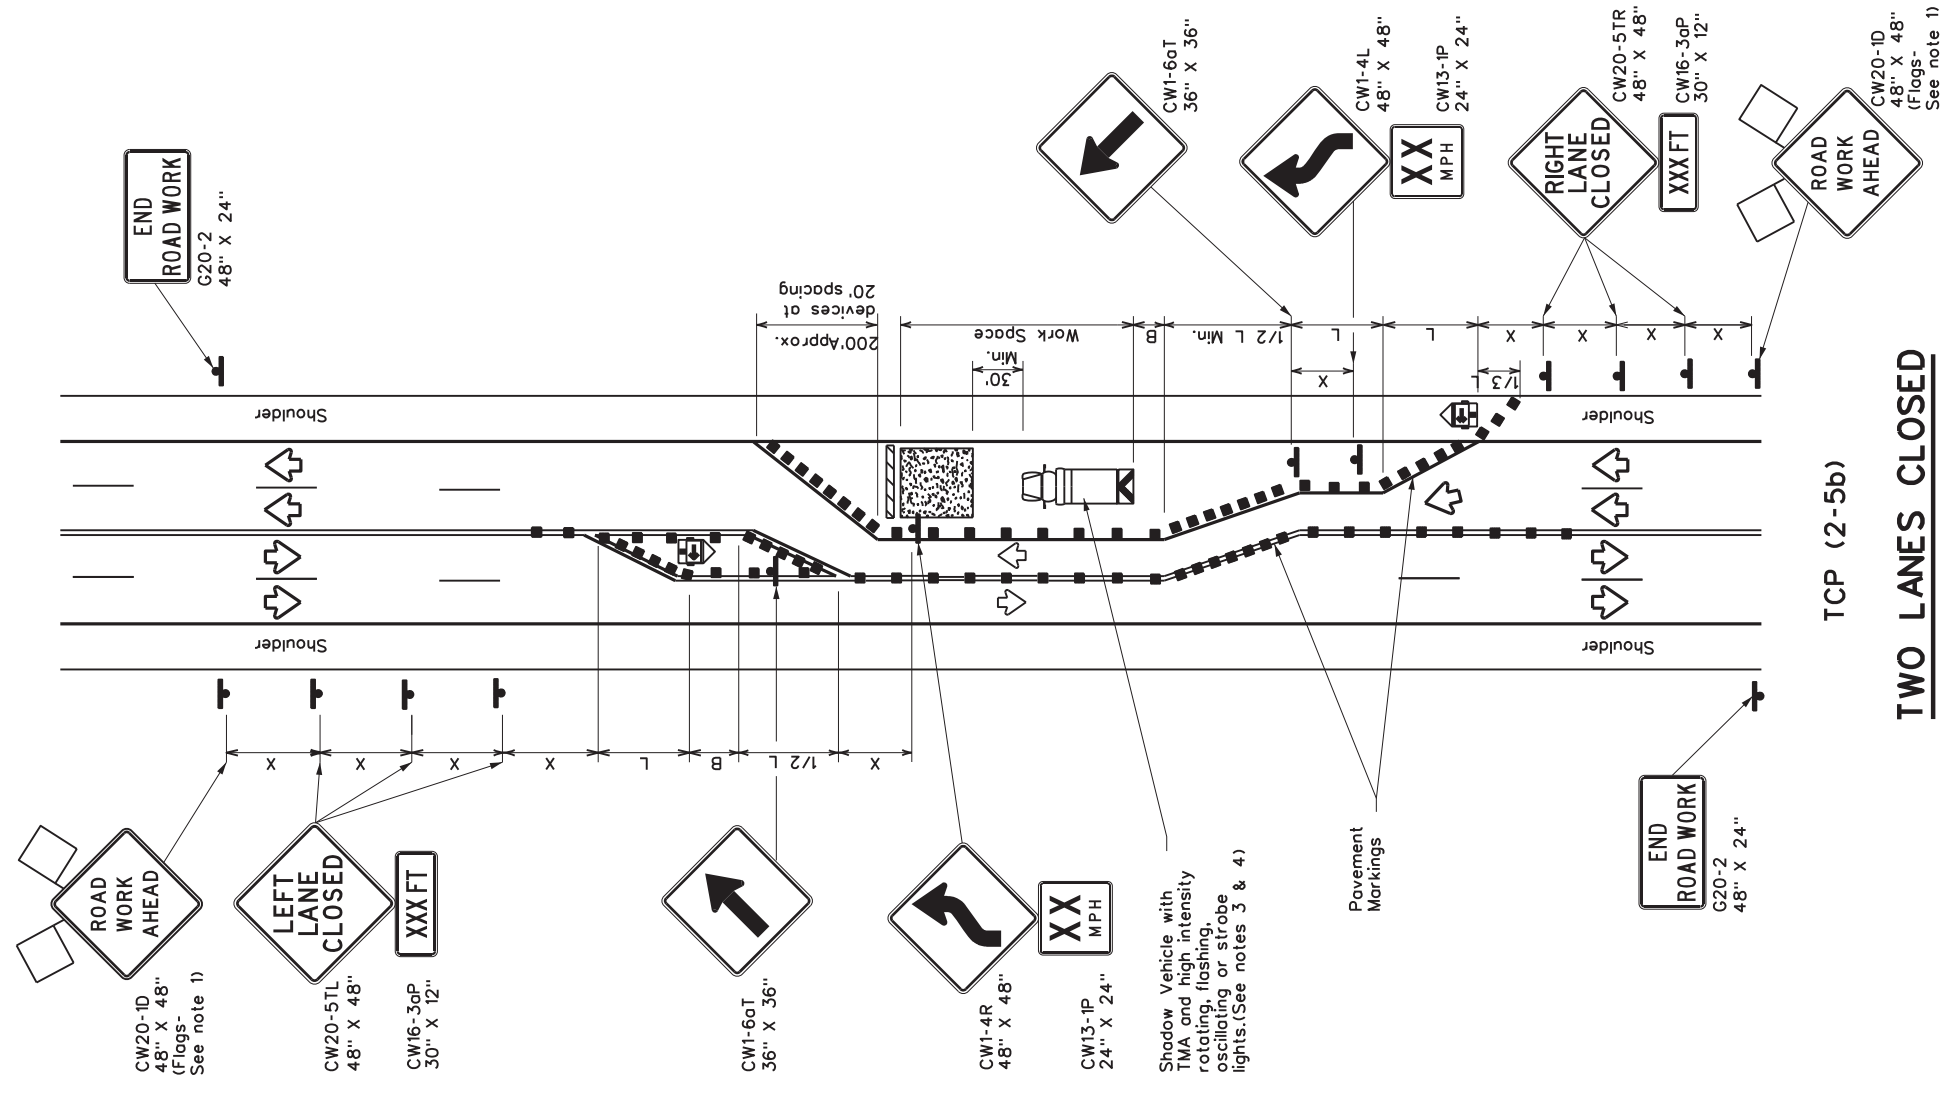 END
ROAD WORK
G20-2
48" X 24"
CW1-6aT
36" X 36"
CW1-4L
48" X 48"
XX
MPH
CW13-1P
24" X 24"
RIGHT
LANE
CLOSED
CW20-5TR
48" X 48"
XXX FT
CW16-3aP
30" X 12"
ROAD
WORK
AHEAD
CW20-1D
48" X 48"
(Flags-
See note 1)
200'Approx.
devices at
20' spacing
Work Space
30'
Min.
B
1/2 L Min.
L
L
X
X
X
X
X
1/3 L
Shoulder
Shoulder
Shoulder
Shoulder
X
X
X
X
L
B
1/2 L
X
ROAD
WORK
AHEAD
CW20-1D
48" X 48"
(Flags-
See note 1)
LEFT
LANE
CLOSED
XXX FT
CW20-5TL
48" X 48"
CW16-3aP
30" X 12"
CW1-6aT
36" X 36"
CW1-4R
48" X 48"
XX
MPH
CW13-1P
24" X 24"
Shadow Vehicle with
TMA and high intensity
rotating, flashing,
oscillating or strobe
lights.(See notes 3 & 4)
Pavement
Markings
END
ROAD WORK
G20-2
48" X 24"
TCP (2-5b)
TWO LANES CLOSED